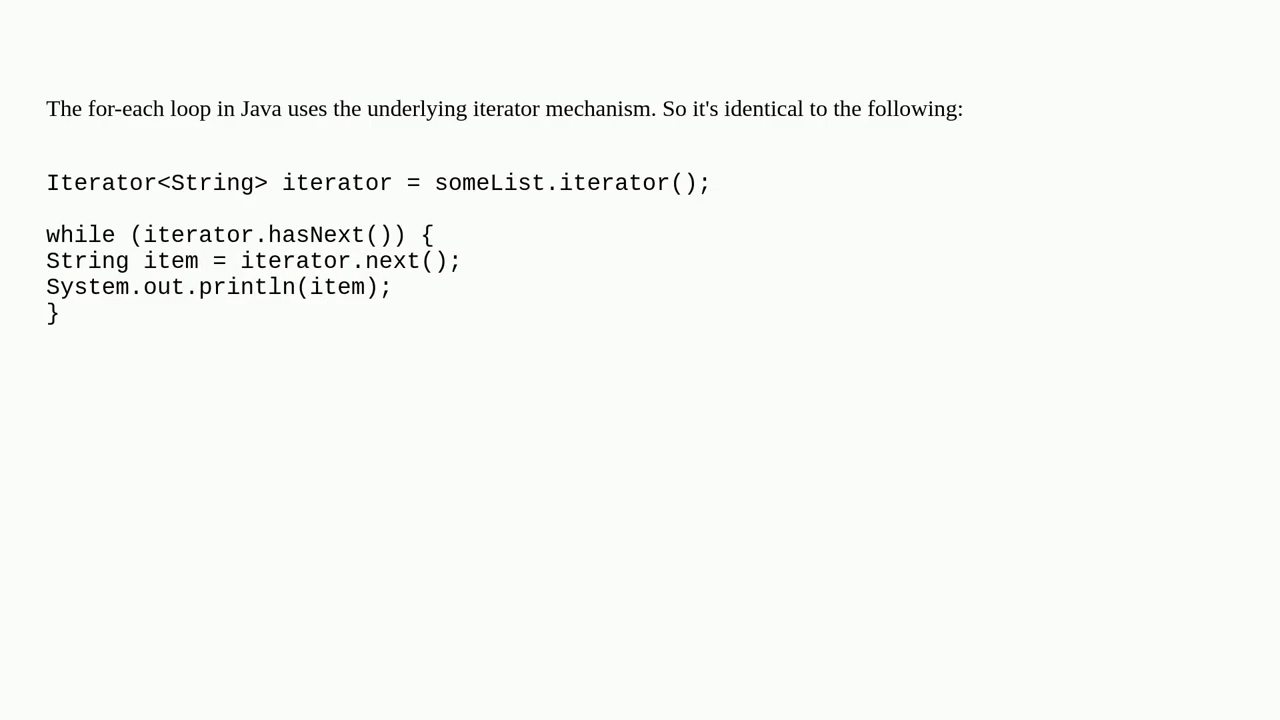 The for-each loop in Java uses the underlying iterator mechanism. So it's identical to the following:
Iterator<String> iterator = someList.iterator();
while (iterator.hasNext()) {
String item = iterator.next();
System.out.println(item);
}